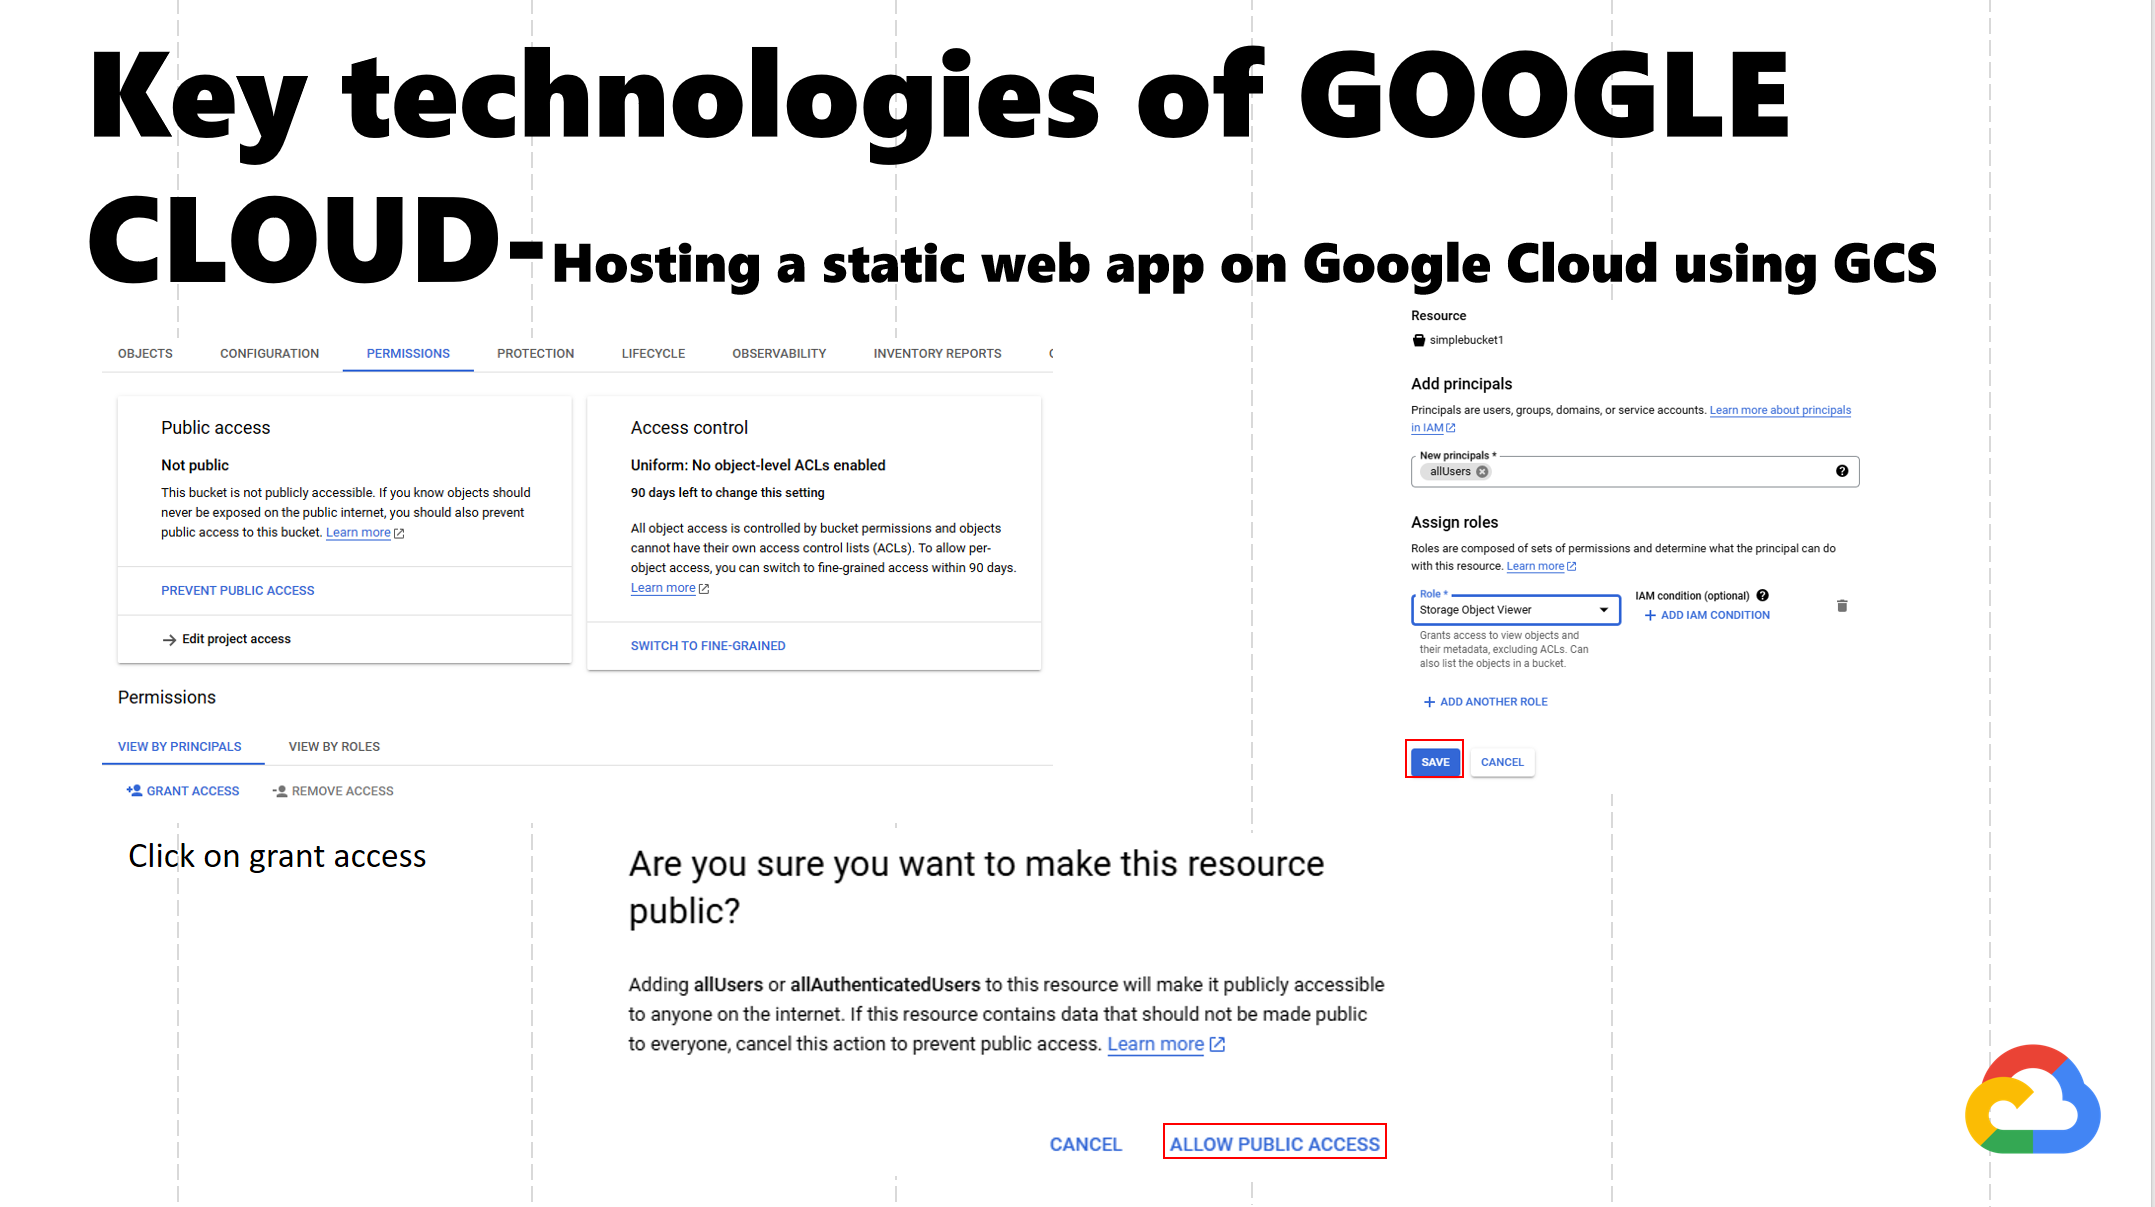 Key technologies of GOOGLE
CLOUD-Hosting a static web app on Google Cloud using GCS
OBJECTS CONFIGURATION PERMISSIONS PROTECTION LIFECYCLE OBSERVABILITY INVENTORY REPORTS
Public access
Not public
This bucket is not publicly accessible. If you know objects should
never be exposed on the public internet, you should also prevent
public access to this bucket. Learn more
PREVENT PUBLIC ACCESS
Edit project access
Access control
Uniform: No object-level ACLs enabled
90 days left to change this setting
All object access is controlled by bucket permissions and objects
cannot have their own access control lists (ACLs). To allow per-
object access, you can switch to fine-grained access within 90 days.
Learn more
SWITCH TO FINE-GRAINED
Permissions
VIEW BY PRINCIPALS VIEW BY ROLES
GRANT ACCESS REMOVE ACCESS
Click on grant access
Resource
simplebucket1
Add principals
Principals are users, groups, domains, or service accounts. Learn more about principals
in IAM
New principals *
allUsers
Assign roles
Roles are composed of sets of permissions and determine what the principal can do
with this resource. Learn more
Role *
Storage Object Viewer
IAM condition (optional)
+ ADD IAM CONDITION
Grants access to view objects and
their metadata, excluding ACLs. Can
also list the objects in a bucket.
+ ADD ANOTHER ROLE
SAVE CANCEL
Are you sure you want to make this resource
public?
Adding allUsers or allAuthenticatedUsers to this resource will make it publicly accessible
to anyone on the internet. If this resource contains data that should not be made public
to everyone, cancel this action to prevent public access. Learn more
CANCEL ALLOW PUBLIC ACCESS